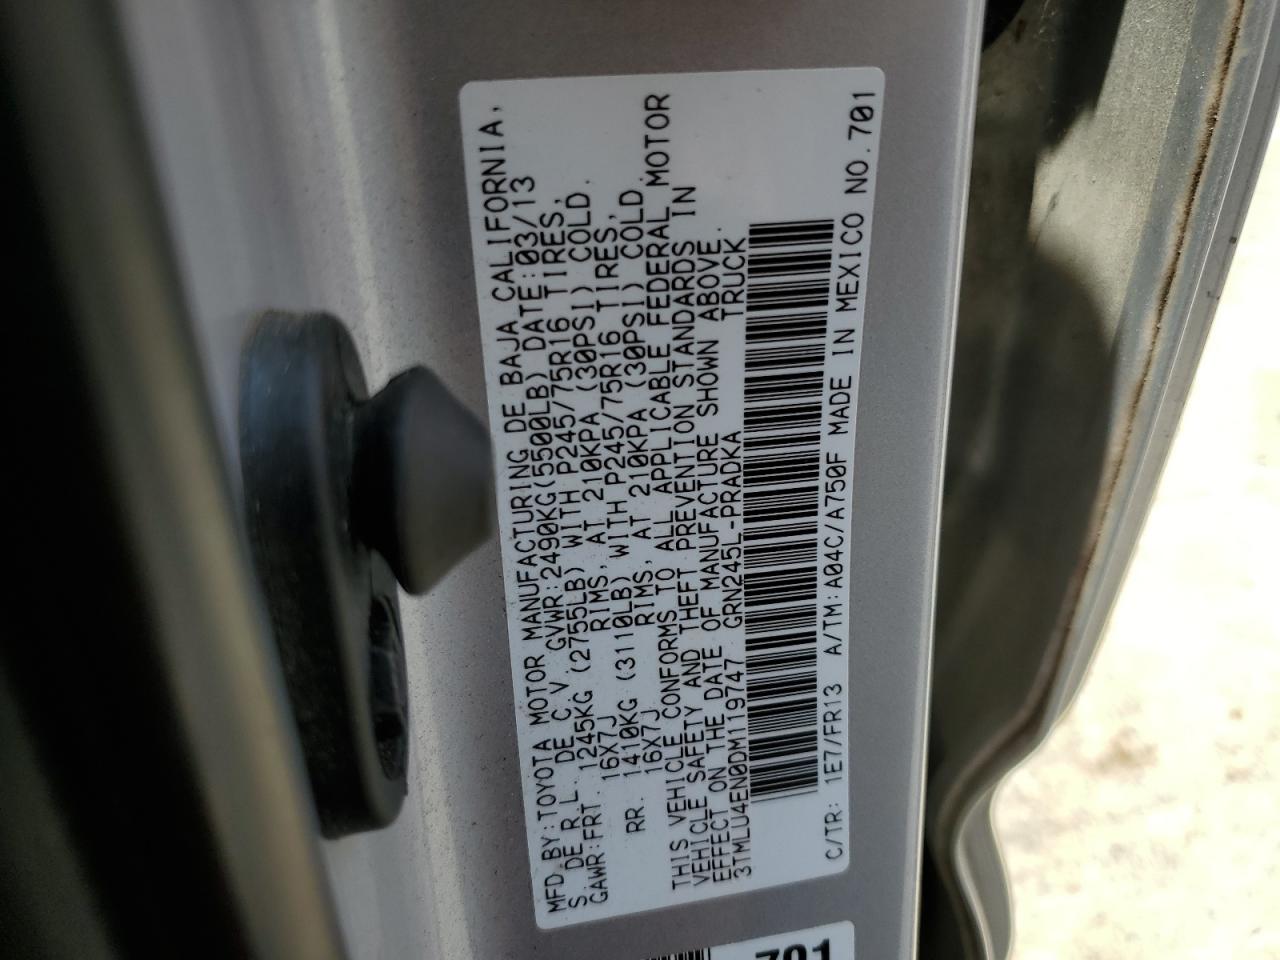 MFD.BY:TOYOTA MOTOR MANUFACTURING DE BAJA CALIFORNIA,
S. DE R.L. DE C.V. GVWR:2490KG(5500LB) DATE:03/13
GAWR:FRT. 1245KG (2755LB) WITH P245/75R16 TIRES,
16X7J RIMS, AT 210KPA (30PSI) COLD.
RR. 1410KG (3110LB) WITH P245/75R16 TIRES,
16X7J RIMS, AT 210KPA (30PSI) COLD.
THIS VEHICLE CONFORMS TO ALL APPLICABLE FEDERAL MOTOR
VEHICLE SAFETY AND THEFT PREVENTION STANDARDS IN
EFFECT ON THE DATE OF MANUFACTURE SHOWN ABOVE.
3TMLU4EN0DM119747 GRN245L-PRADKA TRUCK
C/TR: 1E7/FR13 A/TM:A04C/A750F MADE IN MEXICO NO.701
701